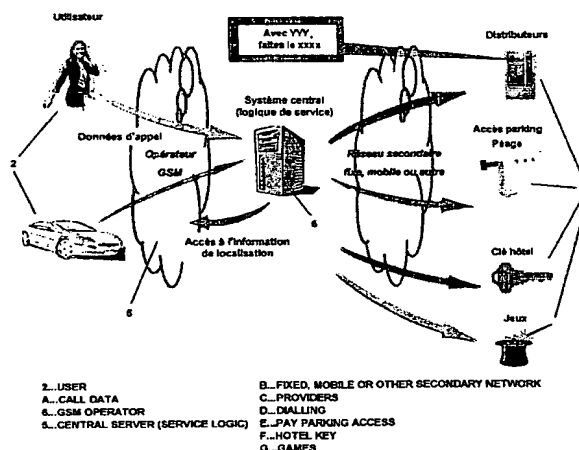 Utilisateur
Avec YYY,
faites le xxxx
Distributeurs
Système central
(logique de service)
Données d'appel
Opérateur
GSM
Réseau secondaire
fixe, mobile ou autre
Accès parking
Péage
2
6
Accès à l'information
de localisation
Clé hôtel
5
Jeux
2...USER
A...CALL DATA
6...GSM OPERATOR
5...CENTRAL SERVER (SERVICE LOGIC)
B...FIXED, MOBILE OR OTHER SECONDARY NETWORK
C...PROVIDERS
D...DIALLING
E...PAY PARKING ACCESS
F...HOTEL KEY
G...GAMES